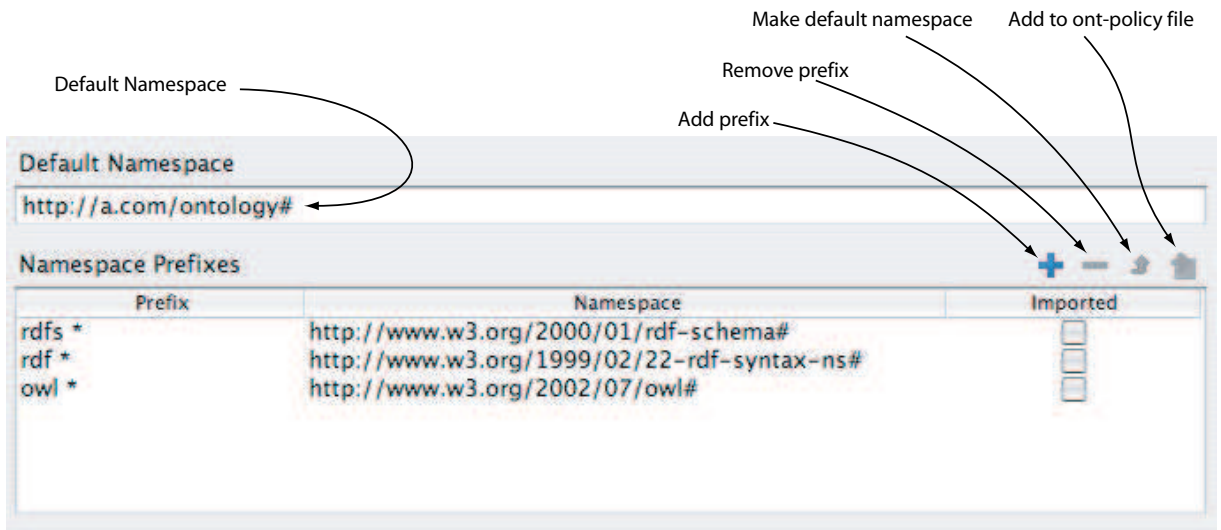 Make default namespace
Add to ont-policy file
Remove prefix
Default Namespace
Add prefix
Default Namespace
http://a.com/ontology#
Namespace Prefixes
Prefix Namespace Imported
rdfs * http://www.w3.org/2000/01/rdf-schema#
rdf * http://www.w3.org/1999/02/22-rdf-syntax-ns#
owl * http://www.w3.org/2002/07/owl#